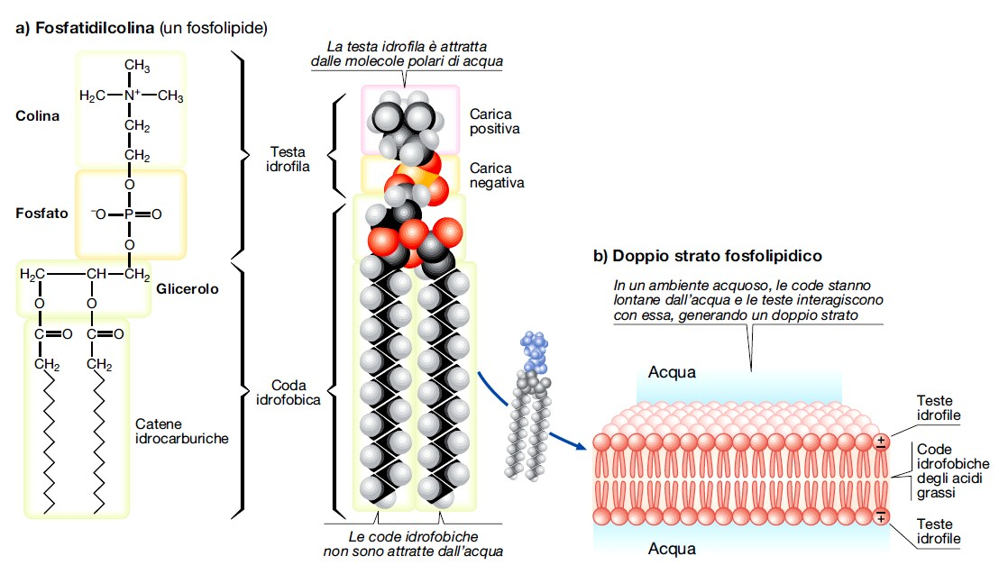 a) Fosfatidilcolina (un fosfolipide)
CH₃
H₂C—N⁺—CH₃
CH₂
CH₂
Colina
O
⁻O—P=O
O
Fosfato
H₂C CH—CH₂
Glicerolo
O O
C=O C=O
CH₂ CH₂
Catene
idrocarburiche
Testa
idrofila
Coda
idrofobica
La testa idrofila è attratta
dalle molecole polari di acqua
Carica
positiva
Carica
negativa
Le code idrofobiche
non sono attratte dall'acqua
b) Doppio strato fosfolipidico
In un ambiente acquoso, le code stanno
lontane dall'acqua e le teste interagiscono
con essa, generando un doppio strato
Acqua
Teste
idrofile
+
–
Code
idrofobiche
degli acidi
grassi
–
+
Teste
idrofile
Acqua